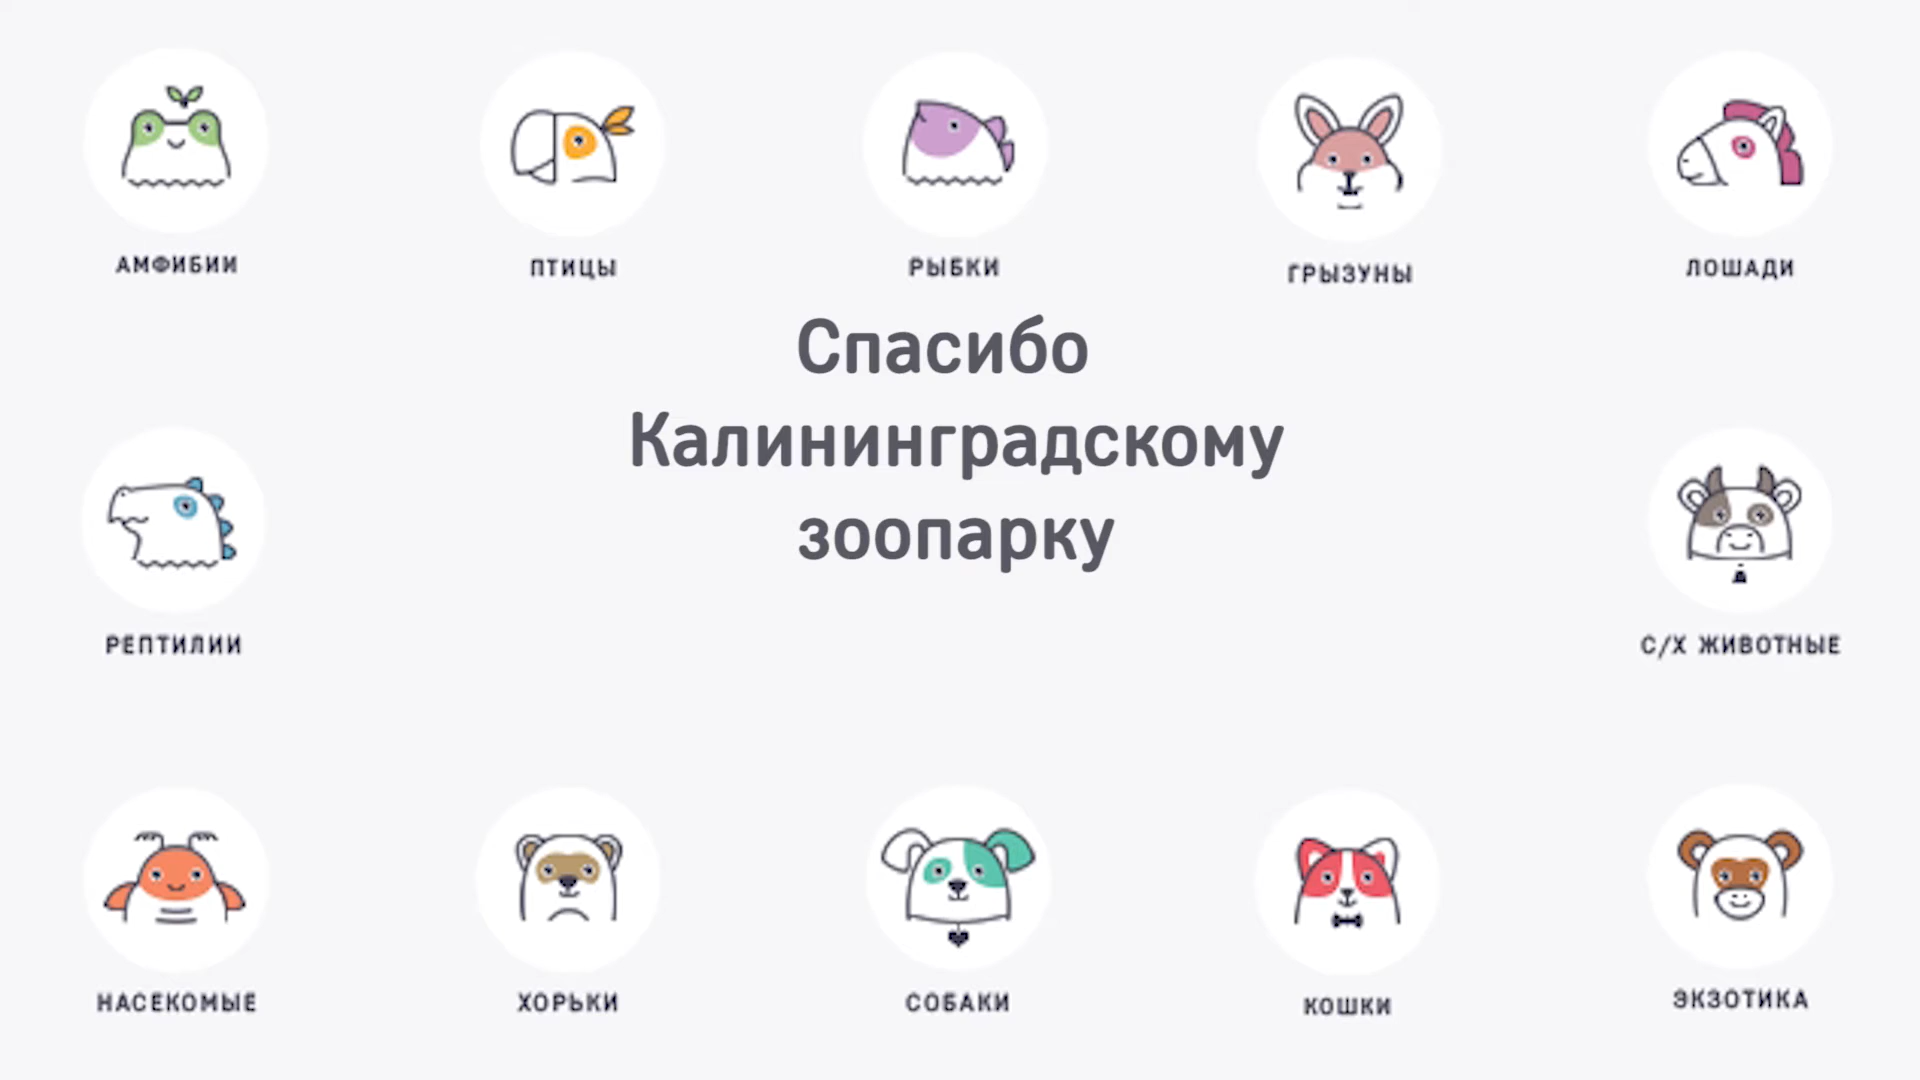 АМФИБИИ
ПТИЦЫ
РЫБКИ
ГРЫЗУНЫ
ЛОШАДИ
Спасибо
Калининградскому
зоопарку
РЕПТИЛИИ
С/Х ЖИВОТНЫЕ
НАСЕКОМЫЕ
ХОРЬКИ
СОБАКИ
КОШКИ
ЭКЗОТИКА